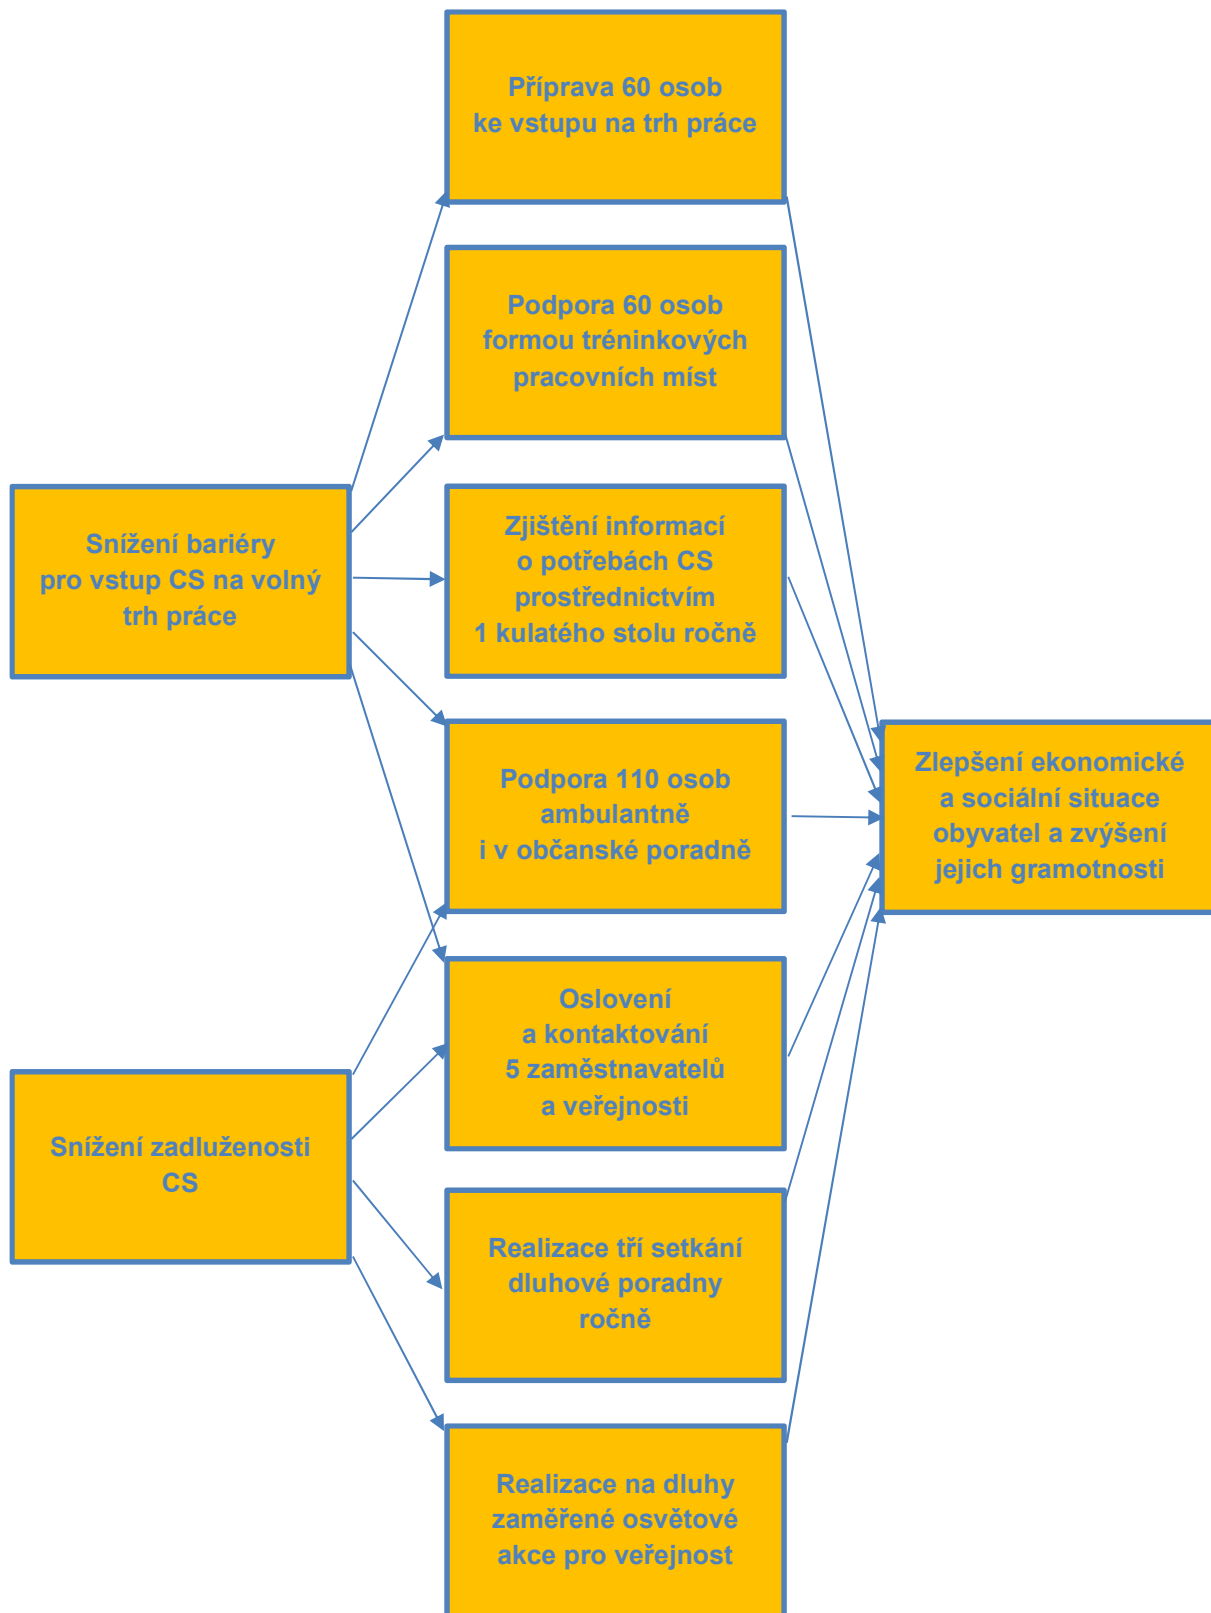 Příprava 60 osob
ke vstupu na trh práce
Podpora 60 osob
formou tréninkových
pracovních míst
Snížení bariéry
pro vstup CS na volný
trh práce
Zjištění informací
o potřebách CS
prostřednictvím
1 kulatého stolu ročně
Podpora 110 osob
ambulantně
i v občanské poradně
Zlepšení ekonomické
a sociální situace
obyvatel a zvýšení
jejich gramotnosti
Oslovení
a kontaktování
5 zaměstnavatelů
a veřejnosti
Snížení zadluženosti
CS
Realizace tří setkání
dluhové poradny
ročně
Realizace na dluhy
zaměřené osvětové
akce pro veřejnost